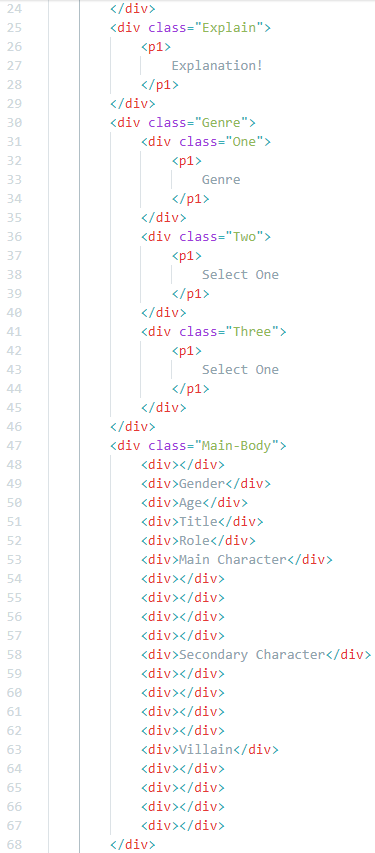 24 </div>
25 <div class="Explain">
26 <p1>
27 Explanation!
28 </p1>
29 </div>
30 <div class="Genre">
31 <div class="One">
32 <p1>
33 Genre
34 </p1>
35 </div>
36 <div class="Two">
37 <p1>
38 Select One
39 </p1>
40 </div>
41 <div class="Three">
42 <p1>
43 Select One
44 </p1>
45 </div>
46 </div>
47 <div class="Main-Body">
48 <div></div>
49 <div>Gender</div>
50 <div>Age</div>
51 <div>Title</div>
52 <div>Role</div>
53 <div>Main Character</div>
54 <div></div>
55 <div></div>
56 <div></div>
57 <div></div>
58 <div>Secondary Character</div>
59 <div></div>
60 <div></div>
61 <div></div>
62 <div></div>
63 <div>Villain</div>
64 <div></div>
65 <div></div>
66 <div></div>
67 <div></div>
68 </div>